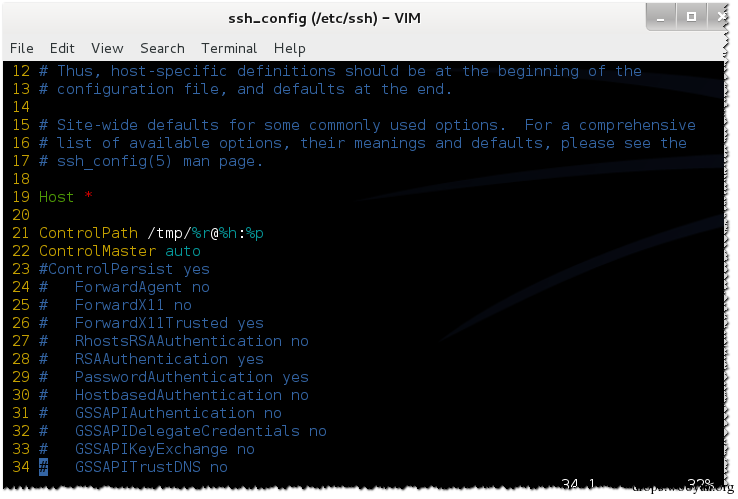 ssh_config (/etc/ssh) – VIM
File Edit View Search Terminal Help
12 # Thus, host-specific definitions should be at the beginning of the
13 # configuration file, and defaults at the end.
14
15 # Site-wide defaults for some commonly used options.  For a comprehensive
16 # list of available options, their meanings and defaults, please see the
17 # ssh_config(5) man page.
18
19 Host *
20
21 ControlPath /tmp/%r@%h:%p
22 ControlMaster auto
23 #ControlPersist yes
24 #   ForwardAgent no
25 #   ForwardX11 no
26 #   ForwardX11Trusted yes
27 #   RhostsRSAAuthentication no
28 #   RSAAuthentication yes
29 #   PasswordAuthentication yes
30 #   HostbasedAuthentication no
31 #   GSSAPIAuthentication no
32 #   GSSAPIDelegateCredentials no
33 #   GSSAPIKeyExchange no
34 #   GSSAPITrustDNS no
34,1 32%